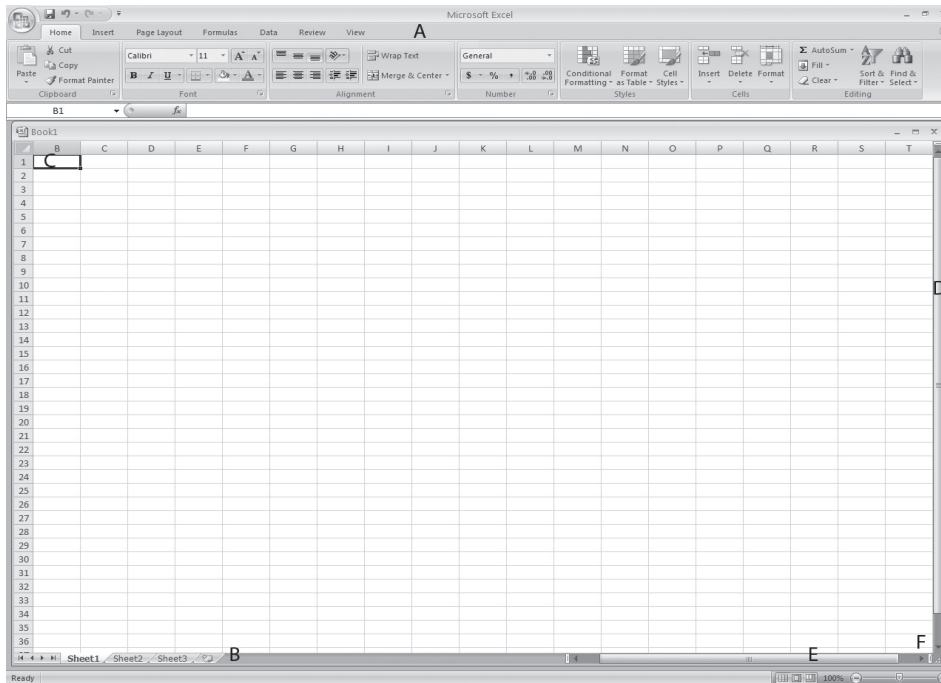 Microsoft Excel
Home Insert Page Layout Formulas Data Review View A
Cut
Copy
Format Painter
Paste
Clipboard
Calibri 11 A A
B I U A
Font
Wrap Text
Merge & Center
Alignment
General
$ % , .0 .00 .00 .0
Number
Conditional Formatting
Format as Table
Cell Styles
Styles
Insert Delete Format
Cells
Σ AutoSum
Fill
Clear
Sort & Filter
Find & Select
Editing
B1 fx
Book1
B C D E F G H I J K L M N O P Q R S T
1 C
2
3
4
5
6
7
8
9
10 D
11
12
13
14
15
16
17
18
19
20
21
22
23
24
25
26
27
28
29
30
31
32
33
34
35
36 F
Sheet1 Sheet2 Sheet3 B E
Ready 100%